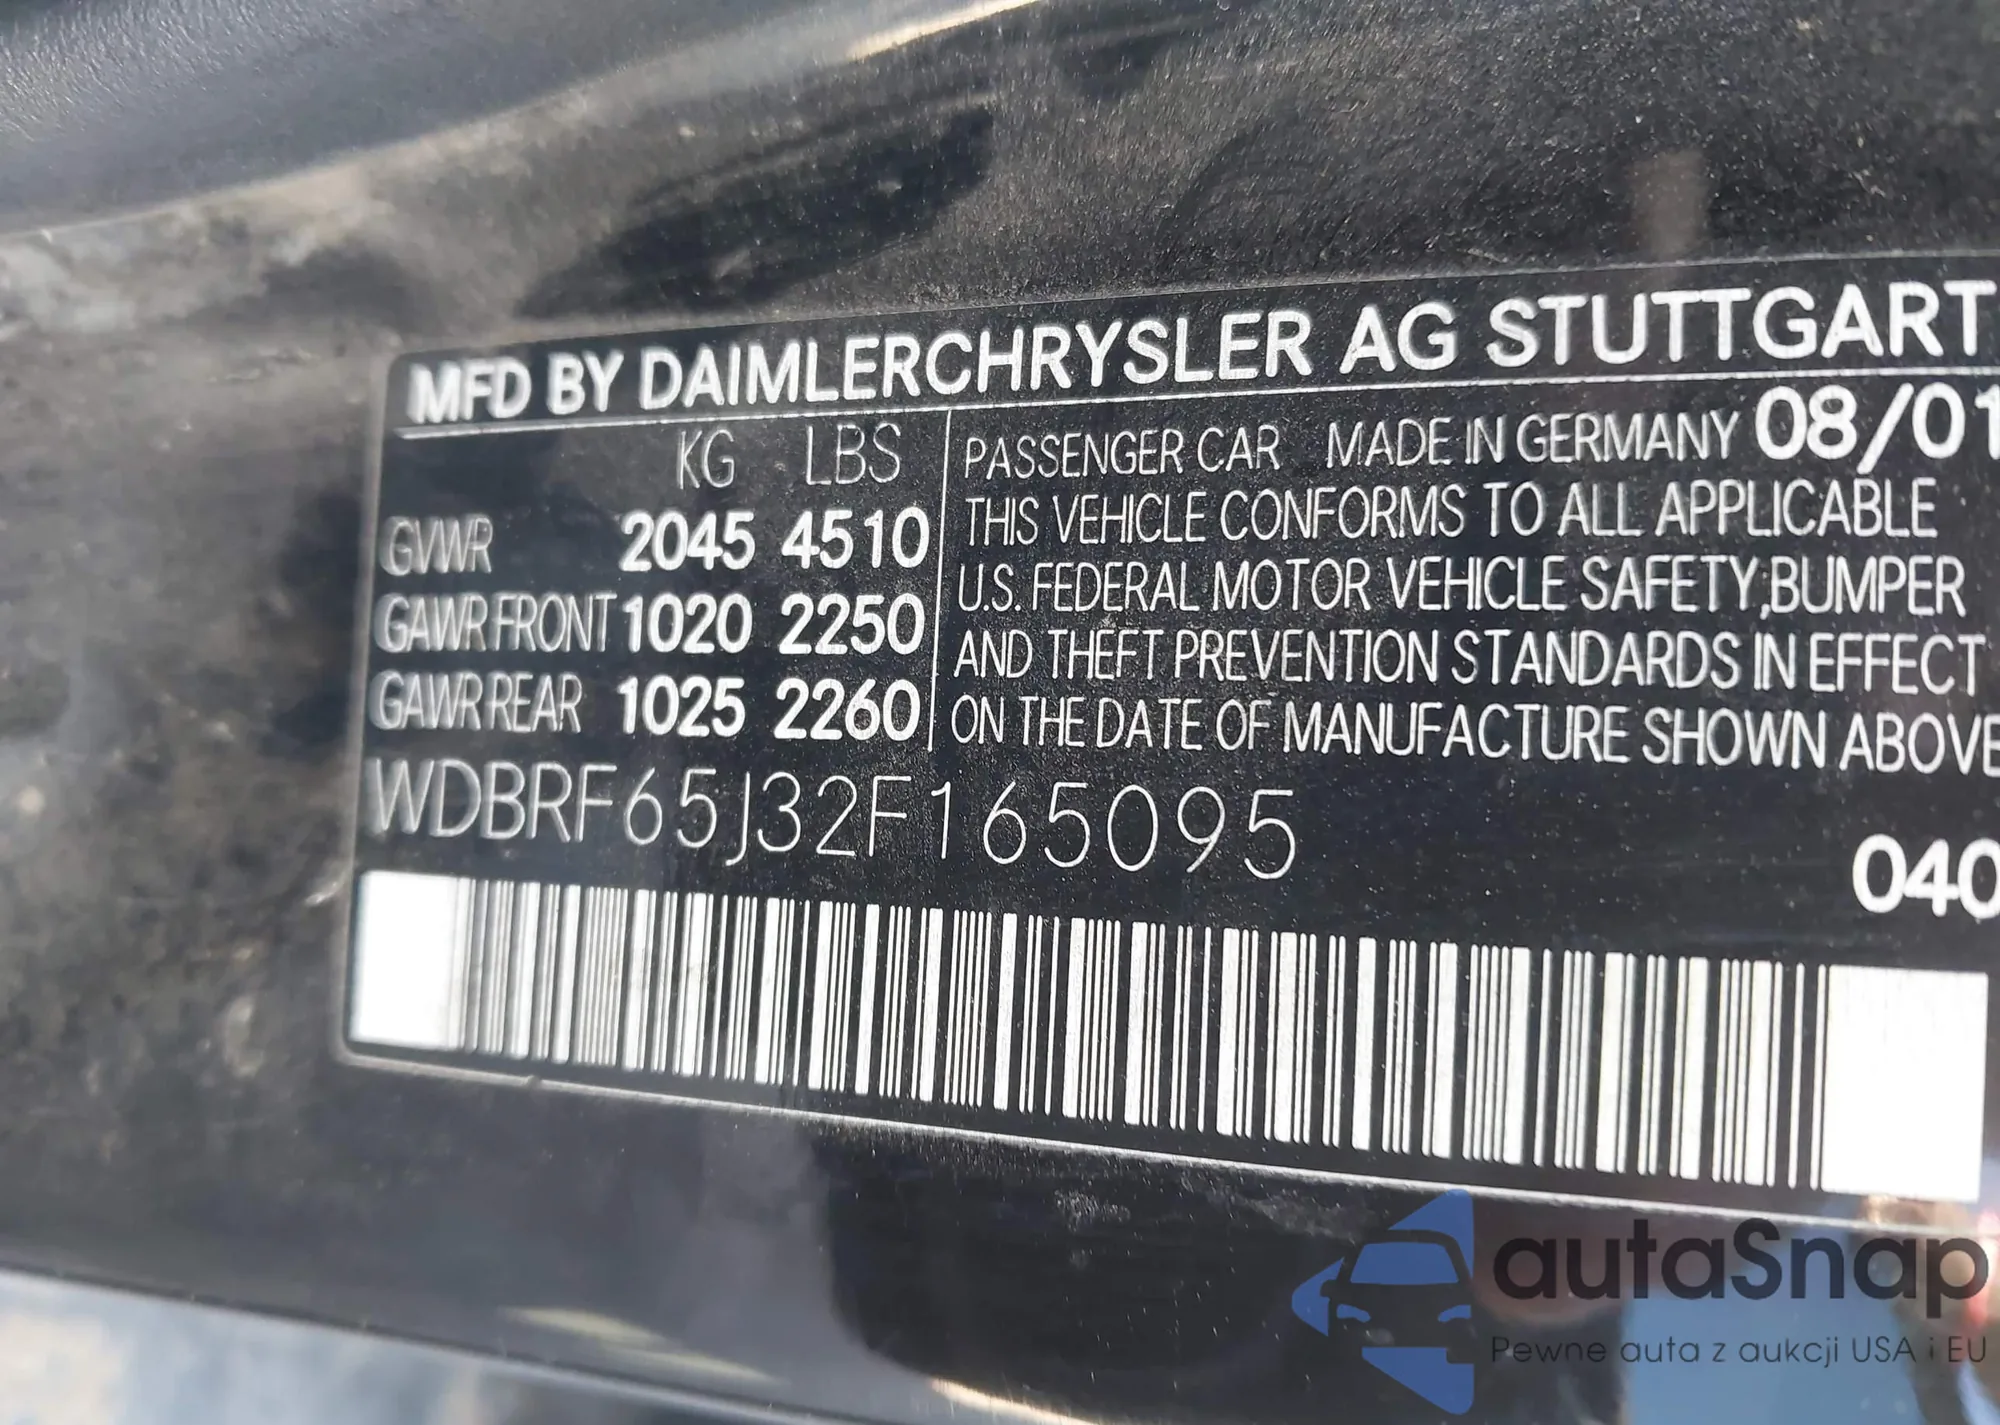 MFD BY DAIMLERCHRYSLER AG STUTTGART
KG LBS
GVWR 2045 4510
GAWR FRONT 1020 2250
GAWR REAR 1025 2260
PASSENGER CAR MADE IN GERMANY 08/01
THIS VEHICLE CONFORMS TO ALL APPLICABLE
U.S. FEDERAL MOTOR VEHICLE SAFETY,BUMPER
AND THEFT PREVENTION STANDARDS IN EFFECT
ON THE DATE OF MANUFACTURE SHOWN ABOVE
WDBRF65J32F165095
040
autaSnap
Pewne auta z aukcji USA i EU